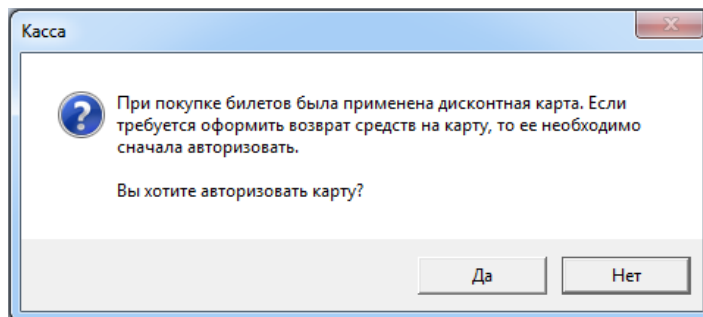 Касса
При покупке билетов была применена дисконтная карта. Если
требуется оформить возврат средств на карту, то ее необходимо
сначала авторизовать.
Вы хотите авторизовать карту?
Да
Нет